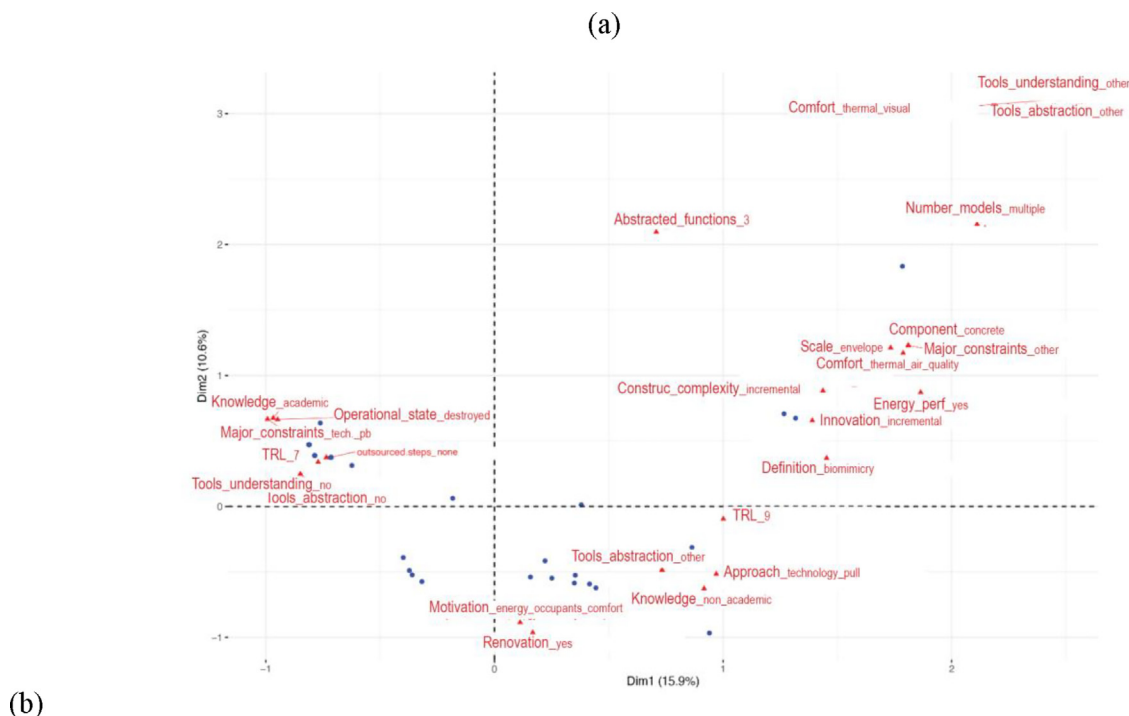 (a)
Tools_understanding_other
Comfort_thermal_visual
Tools_abstraction_other
3
Number_models_multiple
Abstracted_functions_3
2
Component_concrete
Scale_envelope
Major_constraints_other
Comfort_thermal_air_quality
Dim2 (10.6%)
1
Construc_complexity_incremental
Energy_perf_yes
Knowledge_academic
Operational_state_destroyed
Innovation_incremental
Major_constraints_tech._pb
TRL_7
outsourced.steps_none
Definition_biomimicry
Tools_understanding_no
Tools_abstraction_no
0
TRL_9
Tools_abstraction_other
Approach_technology_pull
Knowledge_non_academic
Motivation_energy_occupants_comfort
Renovation_yes
-1
-1
0
1
2
Dim1 (15.9%)
(b)